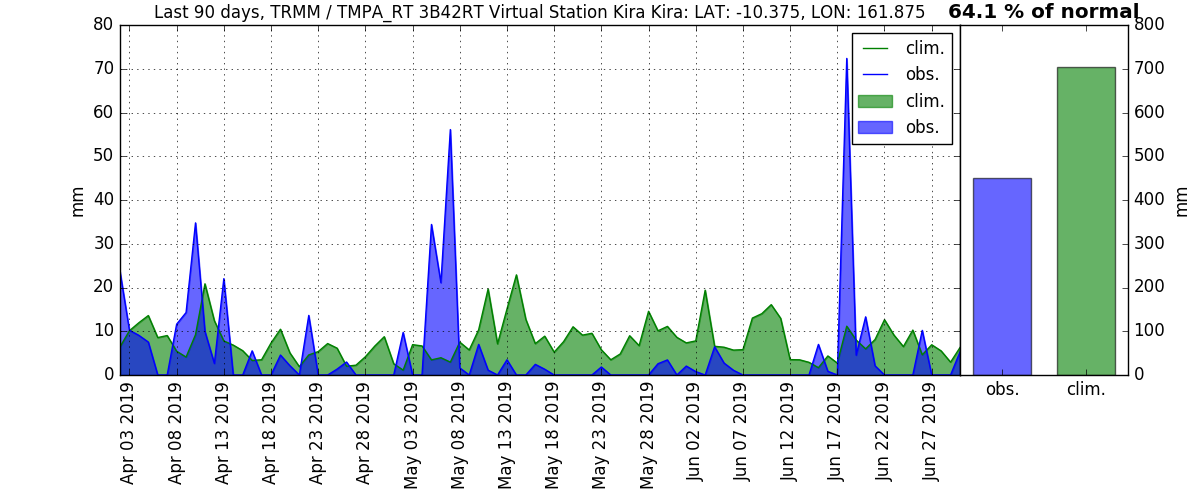 Last 90 days, TRMM / TMPA_RT 3B42RT Virtual Station Kira Kira: LAT: -10.375, LON: 161.875
64.1 % of normal
clim.
obs.
clim.
obs.
80
70
60
50
40
30
20
10
0
mm
Apr 03 2019
Apr 08 2019
Apr 13 2019
Apr 18 2019
Apr 23 2019
Apr 28 2019
May 03 2019
May 08 2019
May 13 2019
May 18 2019
May 23 2019
May 28 2019
Jun 02 2019
Jun 07 2019
Jun 12 2019
Jun 17 2019
Jun 22 2019
Jun 27 2019
800
700
600
500
400
300
200
100
0
mm
obs.
clim.